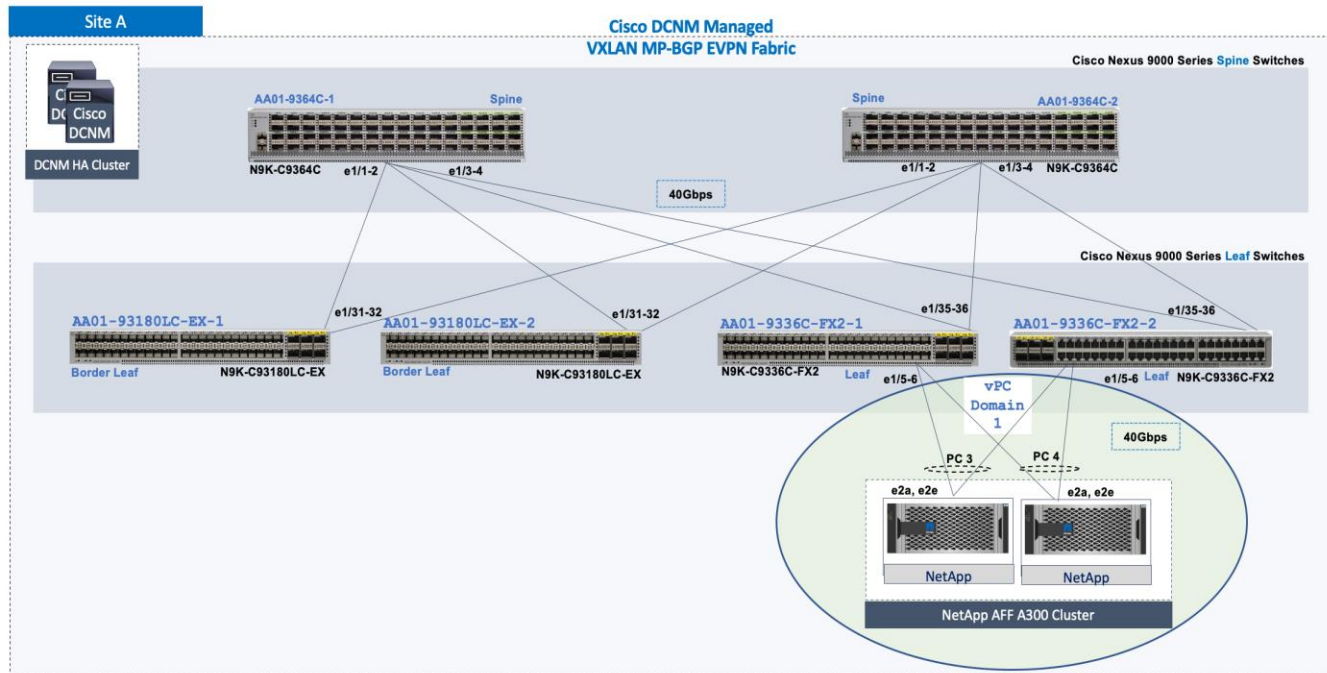 Site A
Cisco DCNM Managed
VXLAN MP-BGP EVPN Fabric
Cisco Nexus 9000 Series Spine Switches
Cisco
DCNM
DCNM HA Cluster
AA01-9364C-1
Spine
Spine
AA01-9364C-2
N9K-C9364C
e1/1-2
e1/3-4
e1/1-2
e1/3-4
N9K-C9364C
40Gbps
Cisco Nexus 9000 Series Leaf Switches
e1/31-32
e1/31-32
e1/35-36
e1/35-36
AA01-93180LC-EX-1
AA01-93180LC-EX-2
AA01-9336C-FX2-1
AA01-9336C-FX2-2
Border Leaf
N9K-C93180LC-EX
Border Leaf
N9K-C93180LC-EX
N9K-C9336C-FX2
Leaf
e1/5-6
e1/5-6
Leaf
N9K-C9336C-FX2
vPC
Domain
1
40Gbps
PC 3
PC 4
e2a, e2e
e2a, e2e
NetApp
NetApp
NetApp AFF A300 Cluster